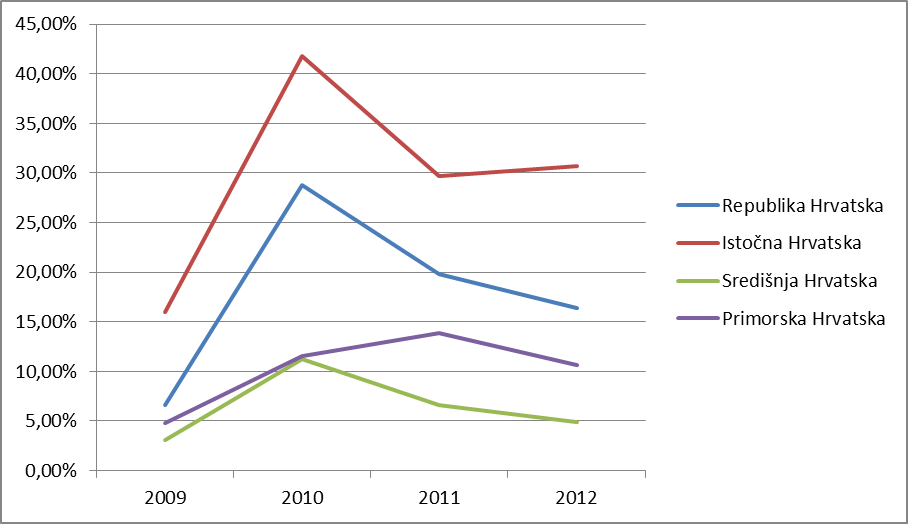 45,00%
40,00%
35,00%
30,00%
25,00%
20,00%
15,00%
10,00%
5,00%
0,00%
2009 2010 2011 2012
Republika Hrvatska
Istočna Hrvatska
Središnja Hrvatska
Primorska Hrvatska